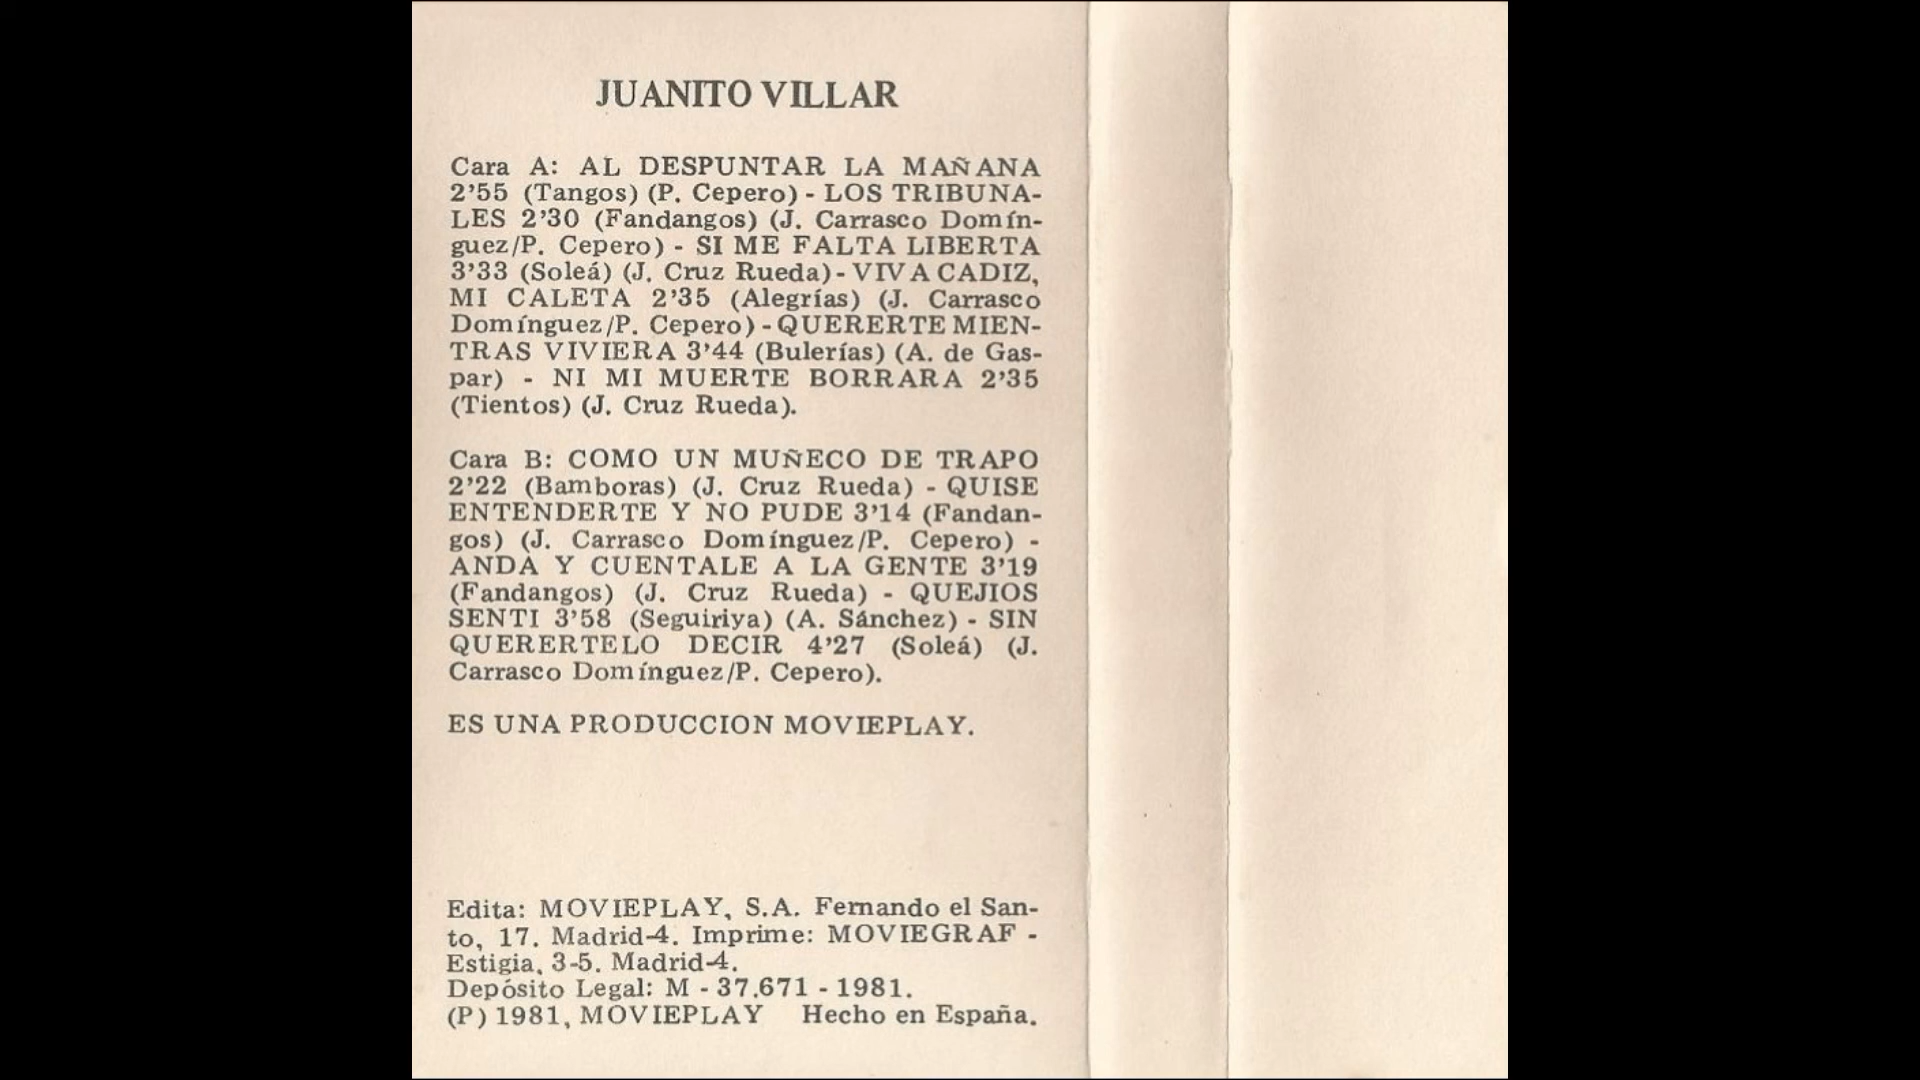 JUANITO VILLAR
Cara A: AL DESPUNTAR LA MAÑANA
2’55 (Tangos) (P. Cepero) - LOS TRIBUNA-
LES 2’30 (Fandangos) (J. Carrasco Domín-
guez/P. Cepero) - SI ME FALTA LIBERTA
3’33 (Soleá) (J. Cruz Rueda) - VIVA CADIZ,
MI CALETA 2’35 (Alegrías) (J. Carrasco
Domínguez/P. Cepero) - QUERERTE MIEN-
TRAS VIVIERA 3’44 (Bulerías) (A. de Gas-
par) - NI MI MUERTE BORRARA 2’35
(Tientos) (J. Cruz Rueda).
Cara B: COMO UN MUÑECO DE TRAPO
2’22 (Bamboras) (J. Cruz Rueda) - QUISE
ENTENDERTE Y NO PUDE 3’14 (Fandan-
gos) (J. Carrasco Domínguez/P. Cepero) -
ANDA Y CUENTALE A LA GENTE 3’19
(Fandangos) (J. Cruz Rueda) - QUEJIOS
SENTI 3’58 (Seguiriya) (A. Sánchez) - SIN
QUERERTELO DECIR 4’27 (Soleá) (J.
Carrasco Domínguez/P. Cepero).
ES UNA PRODUCCION MOVIEPLAY.
Edita: MOVIEPLAY, S.A. Fernando el San-
to, 17. Madrid-4. Imprime: MOVIEGRAF -
Estigia, 3-5. Madrid-4.
Depósito Legal: M - 37.671 - 1981.
(P) 1981, MOVIEPLAY Hecho en España.